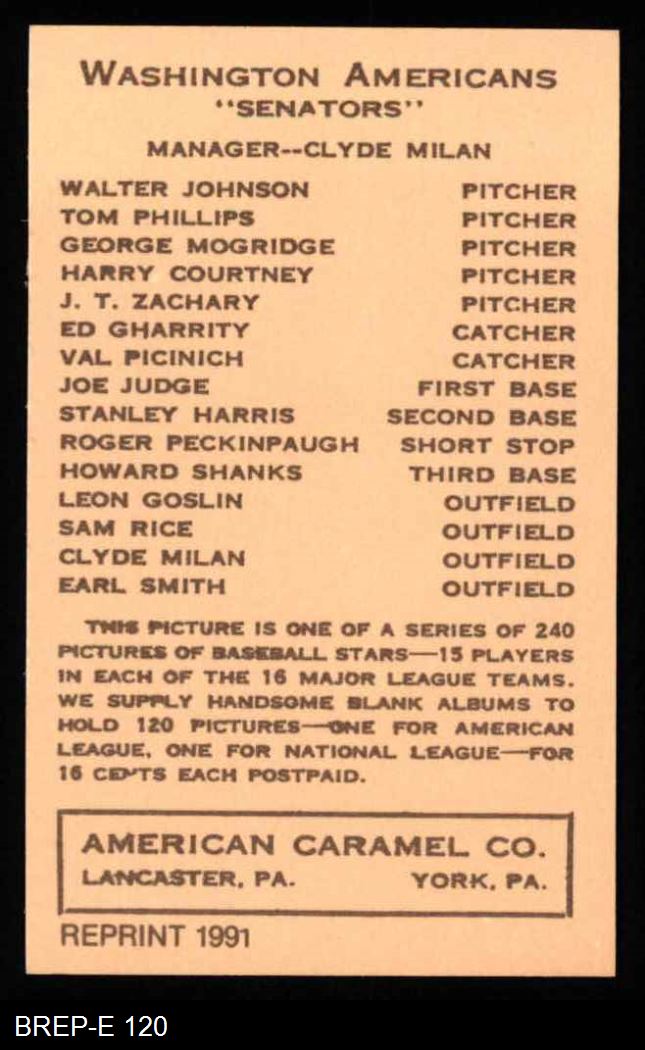 WASHINGTON AMERICANS
"SENATORS"
MANAGER--CLYDE MILAN
WALTER JOHNSON PITCHER
TOM PHILLIPS PITCHER
GEORGE MOGRIDGE PITCHER
HARRY COURTNEY PITCHER
J. T. ZACHARY PITCHER
ED GHARRITY CATCHER
VAL PICINICH CATCHER
JOE JUDGE FIRST BASE
STANLEY HARRIS SECOND BASE
ROGER PECKINPAUGH SHORT STOP
HOWARD SHANKS THIRD BASE
LEON GOSLIN OUTFIELD
SAM RICE OUTFIELD
CLYDE MILAN OUTFIELD
EARL SMITH OUTFIELD
THIS PICTURE IS ONE OF A SERIES OF 240
PICTURES OF BASEBALL STARS—15 PLAYERS
IN EACH OF THE 16 MAJOR LEAGUE TEAMS.
WE SUPPLY HANDSOME BLANK ALBUMS TO
HOLD 120 PICTURES—ONE FOR AMERICAN
LEAGUE, ONE FOR NATIONAL LEAGUE—FOR
16 CENTS EACH POSTPAID.
AMERICAN CARAMEL CO.
LANCASTER, PA. YORK, PA.
REPRINT 1991
BREP-E 120